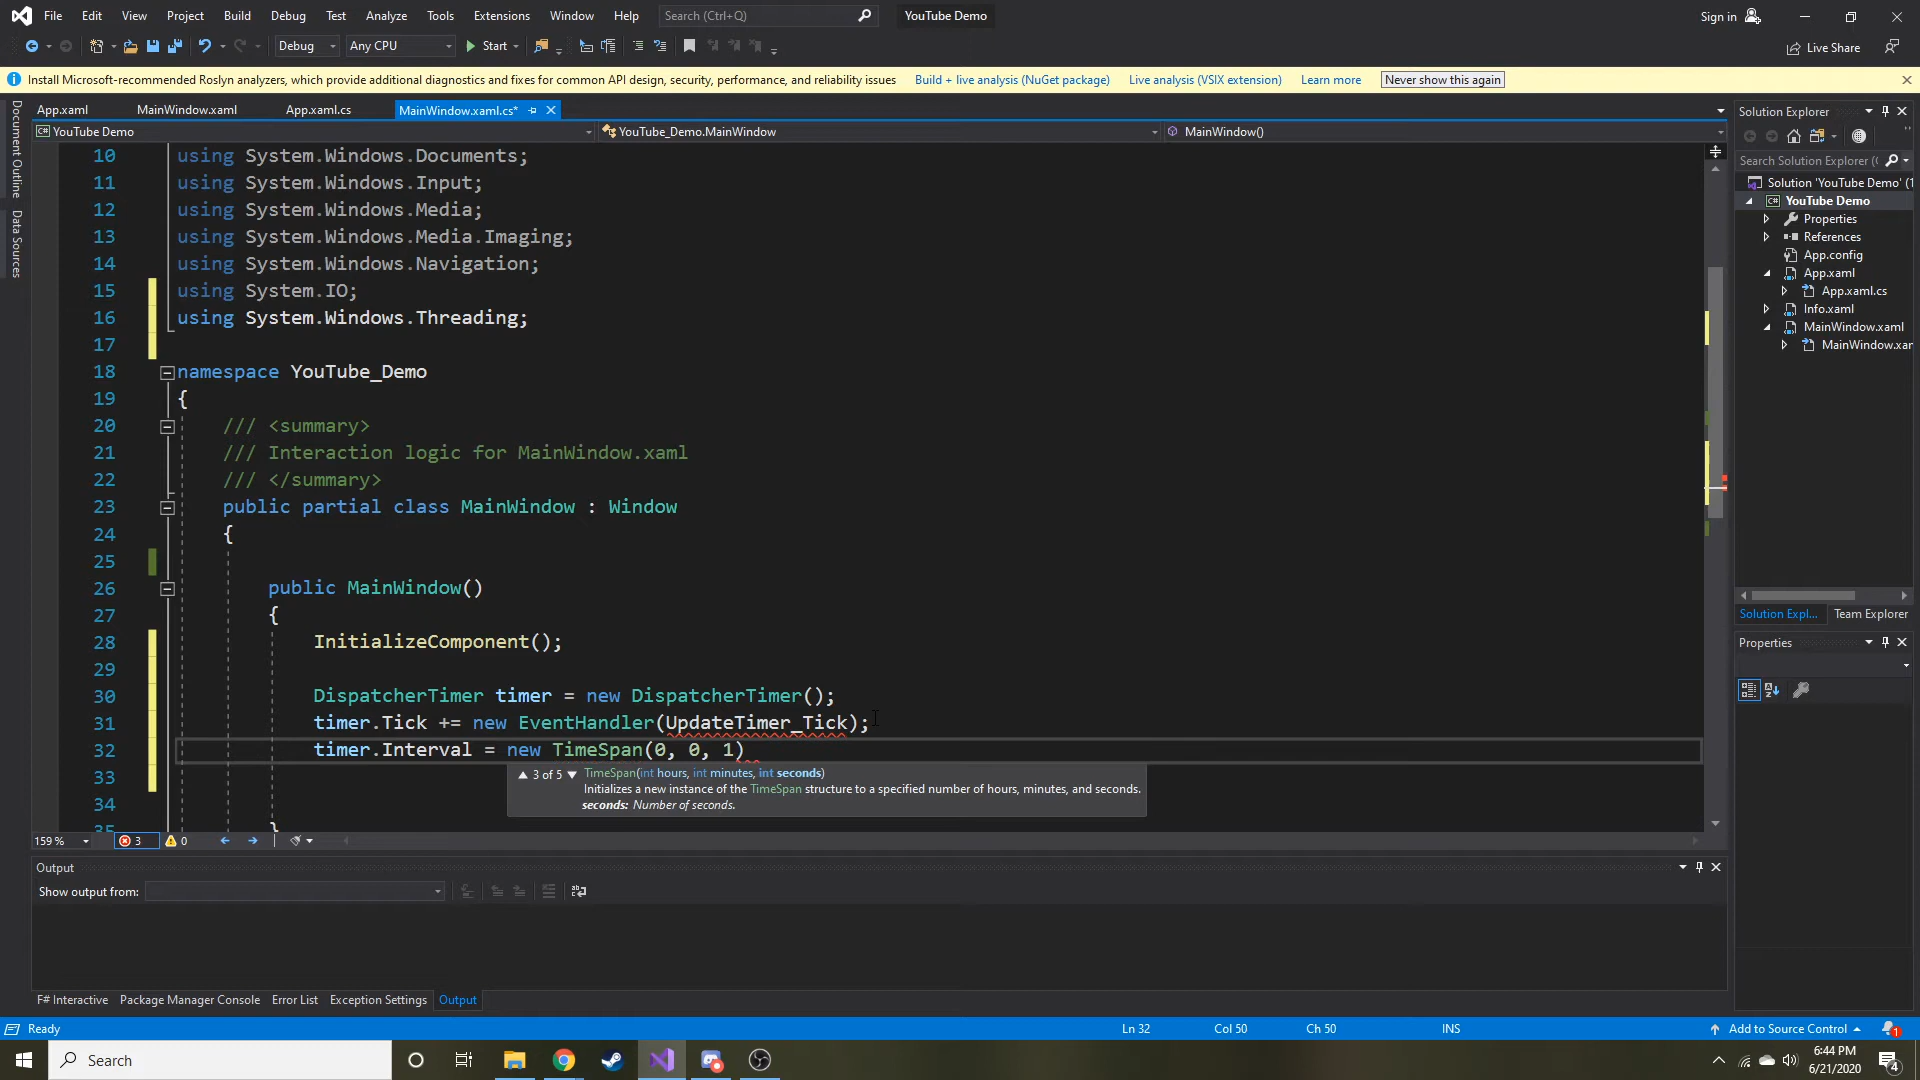 File Edit View Project Build Debug Test Analyze Tools Extensions Window Help Search (Ctrl+Q) YouTube Demo Sign in
Debug Any CPU Start Live Share
Install Microsoft-recommended Roslyn analyzers, which provide additional diagnostics and fixes for common API design, security, performance, and reliability issues Build + live analysis (NuGet package) Live analysis (VSIX extension) Learn more Never show this again
Document Outline
Data Sources
App.xaml MainWindow.xaml App.xaml.cs MainWindow.xaml.cs*
YouTube Demo YouTube_Demo.MainWindow MainWindow()
10 using System.Windows.Documents;
11 using System.Windows.Input;
12 using System.Windows.Media;
13 using System.Windows.Media.Imaging;
14 using System.Windows.Navigation;
15 using System.IO;
16 using System.Windows.Threading;
17
18 namespace YouTube_Demo
19 {
20 /// <summary>
21 /// Interaction logic for MainWindow.xaml
22 /// </summary>
23 public partial class MainWindow : Window
24 {
25
26 public MainWindow()
27 {
28 InitializeComponent();
29
30 DispatcherTimer timer = new DispatcherTimer();
31 timer.Tick += new EventHandler(UpdateTimer_Tick);
32 timer.Interval = new TimeSpan(0, 0, 1)
33
34
35 }
3 of 5 TimeSpan(int hours, int minutes, int seconds)
Initializes a new instance of the TimeSpan structure to a specified number of hours, minutes, and seconds.
seconds: Number of seconds.
159 % 3 0
Output
Show output from:
F# Interactive Package Manager Console Error List Exception Settings Output
Solution Explorer
Search Solution Explorer (
Solution 'YouTube Demo' (1
YouTube Demo
Properties
References
App.config
App.xaml
App.xaml.cs
Info.xaml
MainWindow.xaml
MainWindow.xar
Solution Expl... Team Explorer
Properties
Ready Ln 32 Col 50 Ch 50 INS Add to Source Control 1
Search
6:44 PM
6/21/2020
4